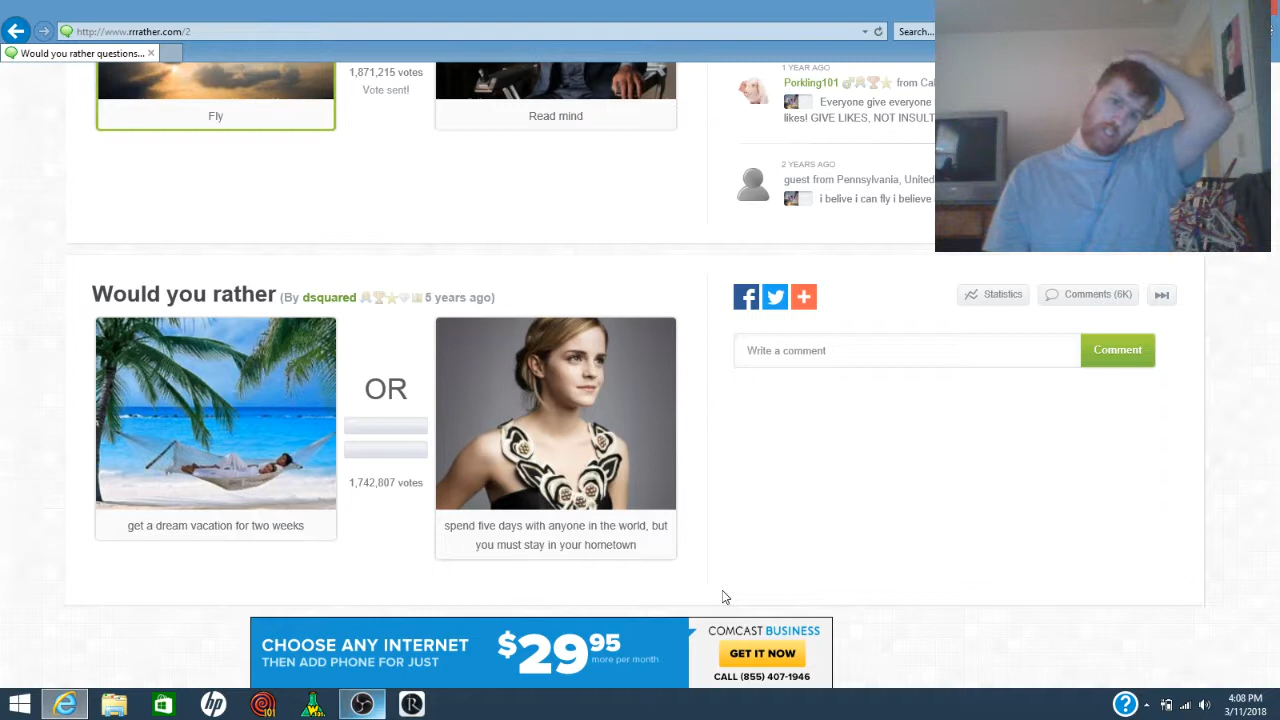 http://www.rrrather.com/2
Search...
Would you rather questions...
1,871,215 votes
Vote sent!
Fly
Read mind
1 YEAR AGO
Porkling101 from Cal
Everyone give everyone
likes! GIVE LIKES, NOT INSULT
2 YEARS AGO
guest from Pennsylvania, United
i belive i can fly i believe
Would you rather (By dsquared 5 years ago)
Statistics
Comments (6K)
OR
1,742,807 votes
Write a comment
Comment
get a dream vacation for two weeks
spend five days with anyone in the world, but
you must stay in your hometown
CHOOSE ANY INTERNET
THEN ADD PHONE FOR JUST
$29 95
more per month
COMCAST BUSINESS
GET IT NOW
CALL (855) 407-1946
hp
101
W101
R
?
4:08 PM
3/11/2018